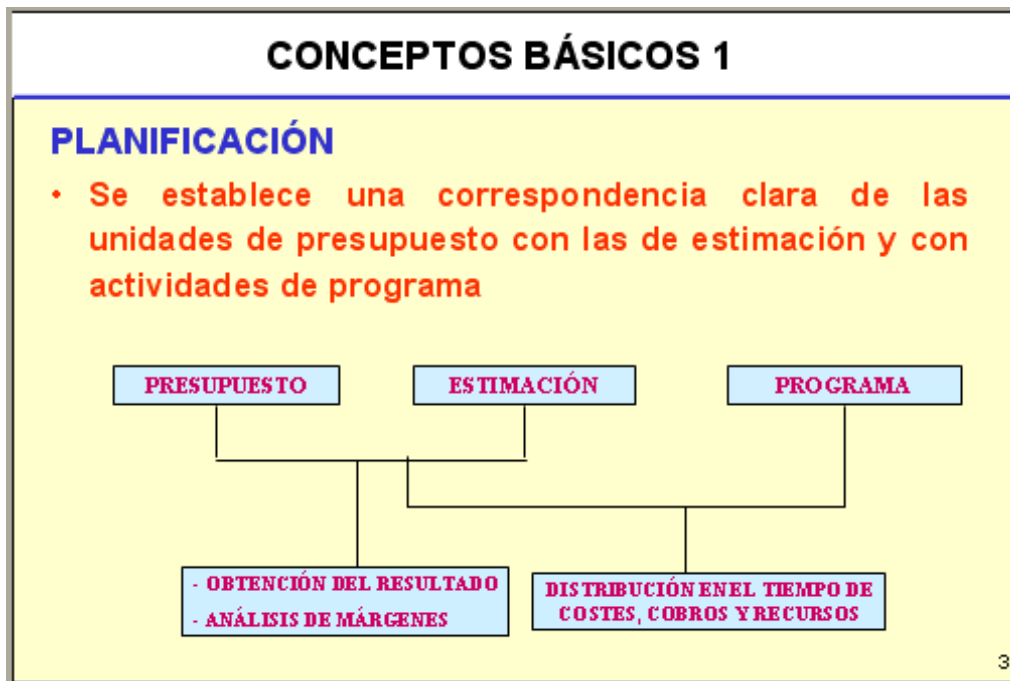 CONCEPTOS BÁSICOS 1
PLANIFICACIÓN
• Se establece una correspondencia clara de las
unidades de presupuesto con las de estimación y con
actividades de programa
PRESUPUESTO
ESTIMACIÓN
PROGRAMA
- OBTENCIÓN DEL RESULTADO
- ANÁLISIS DE MÁRGENES
DISTRIBUCIÓN ENEL TIEMPO DE
COSTES, COBROS Y RECURSOS
3